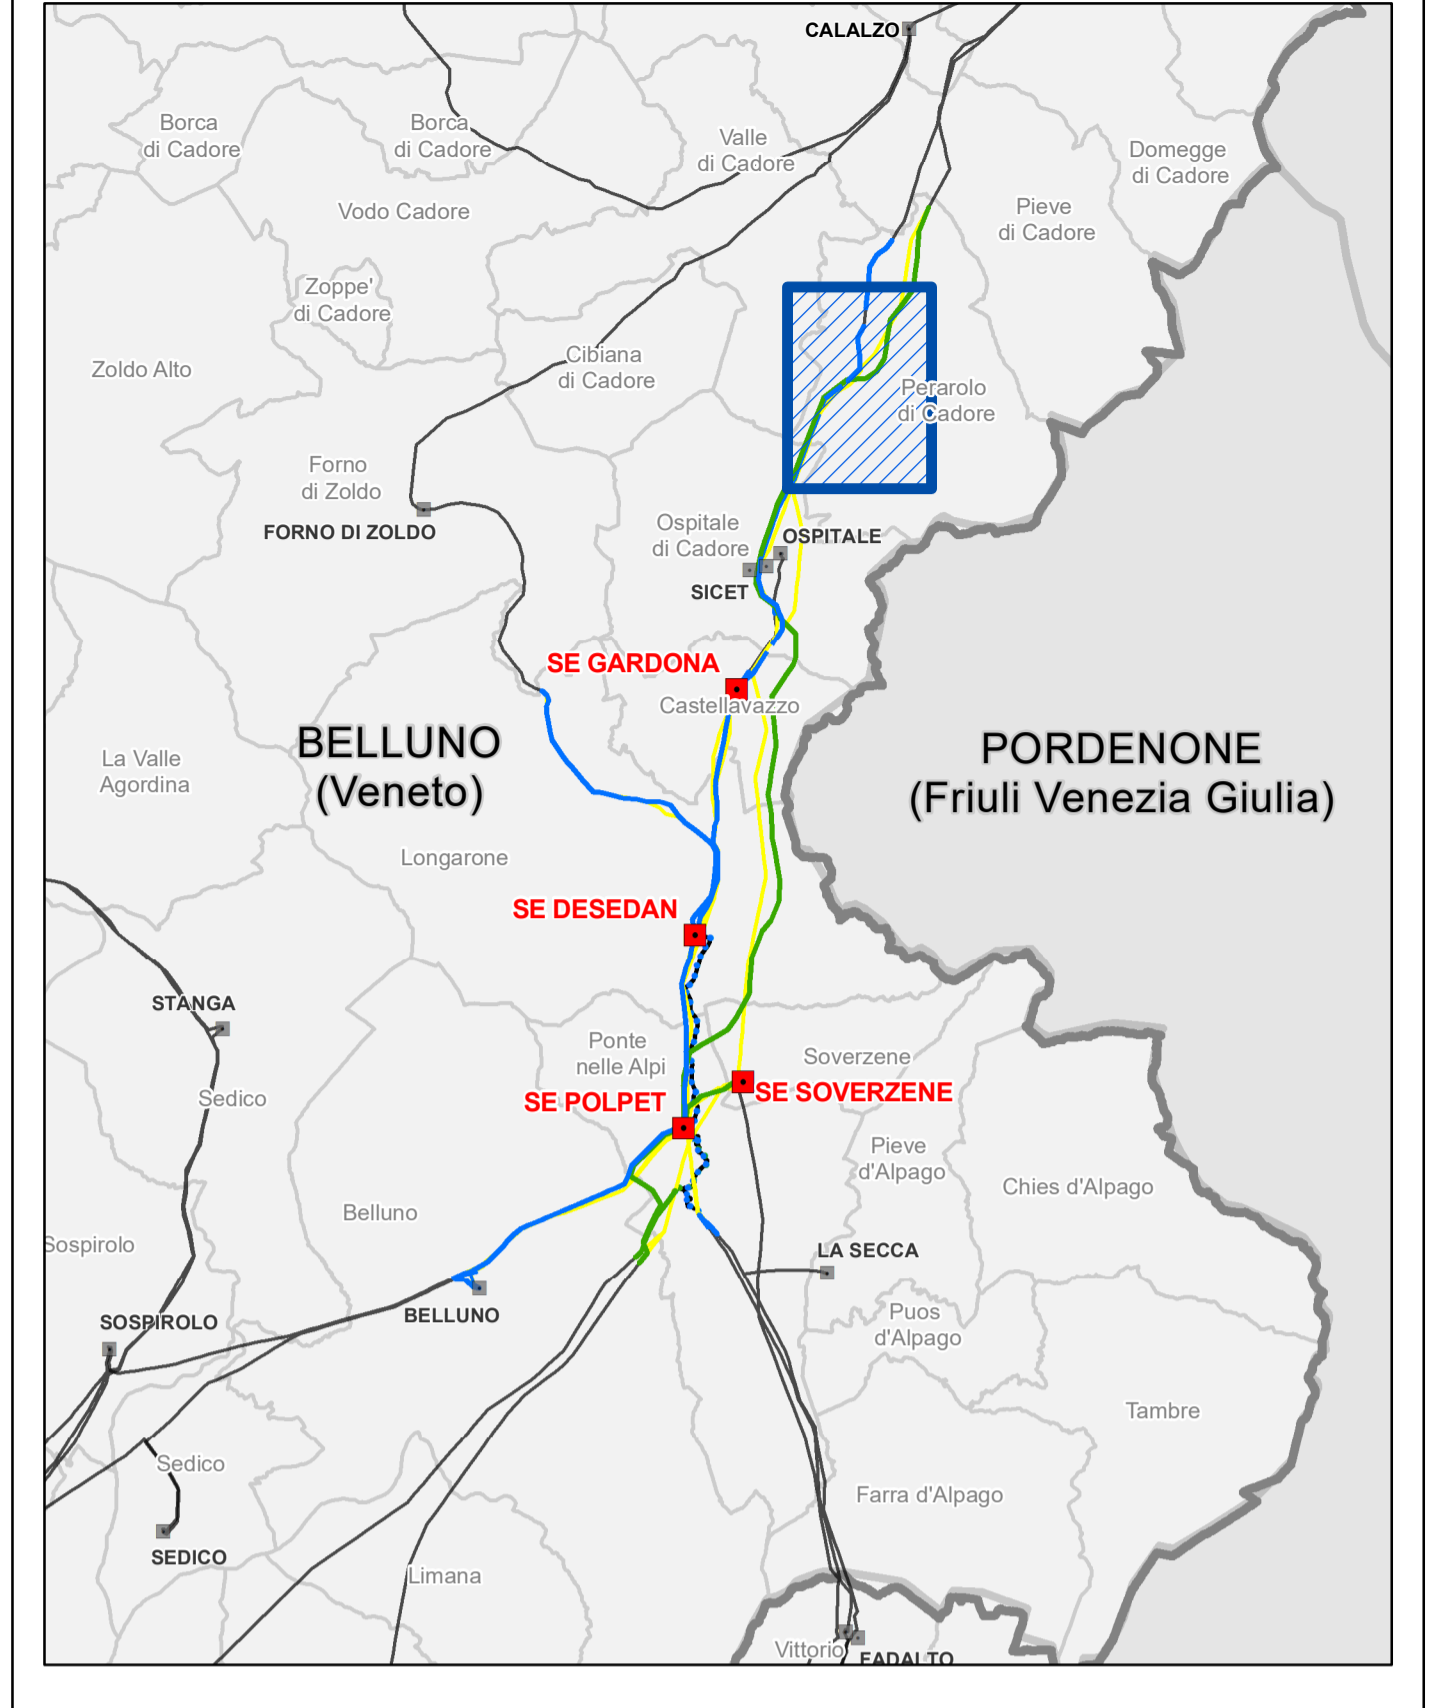 CALALZO
Borca
di Cadore
Borca
di Cadore
Valle
di Cadore
Domegge
di Cadore
Vodo Cadore
Pieve
di Cadore
Zoppe'
di Cadore
Zoldo Alto
Cibiana
di Cadore
Perarolo
di Cadore
Forno
di Zoldo
FORNO DI ZOLDO
Ospitale
di Cadore
OSPITALE
SICET
SE GARDONA
Castellavazzo
BELLUNO
(Veneto)
PORDENONE
(Friuli Venezia Giulia)
La Valle
Agordina
Longarone
SE DESEDAN
STANGA
Ponte
nelle Alpi
Soverzene
SE SOVERZENE
SE POLPET
Sedico
Pieve
d'Alpago
Chies d'Alpago
Belluno
Sospirolo
LA SECCA
BELLUNO
SOSPIROLO
Puos
d'Alpago
Tambre
Sedico
Farra d'Alpago
SEDICO
Limana
Vittorio
FADALTO